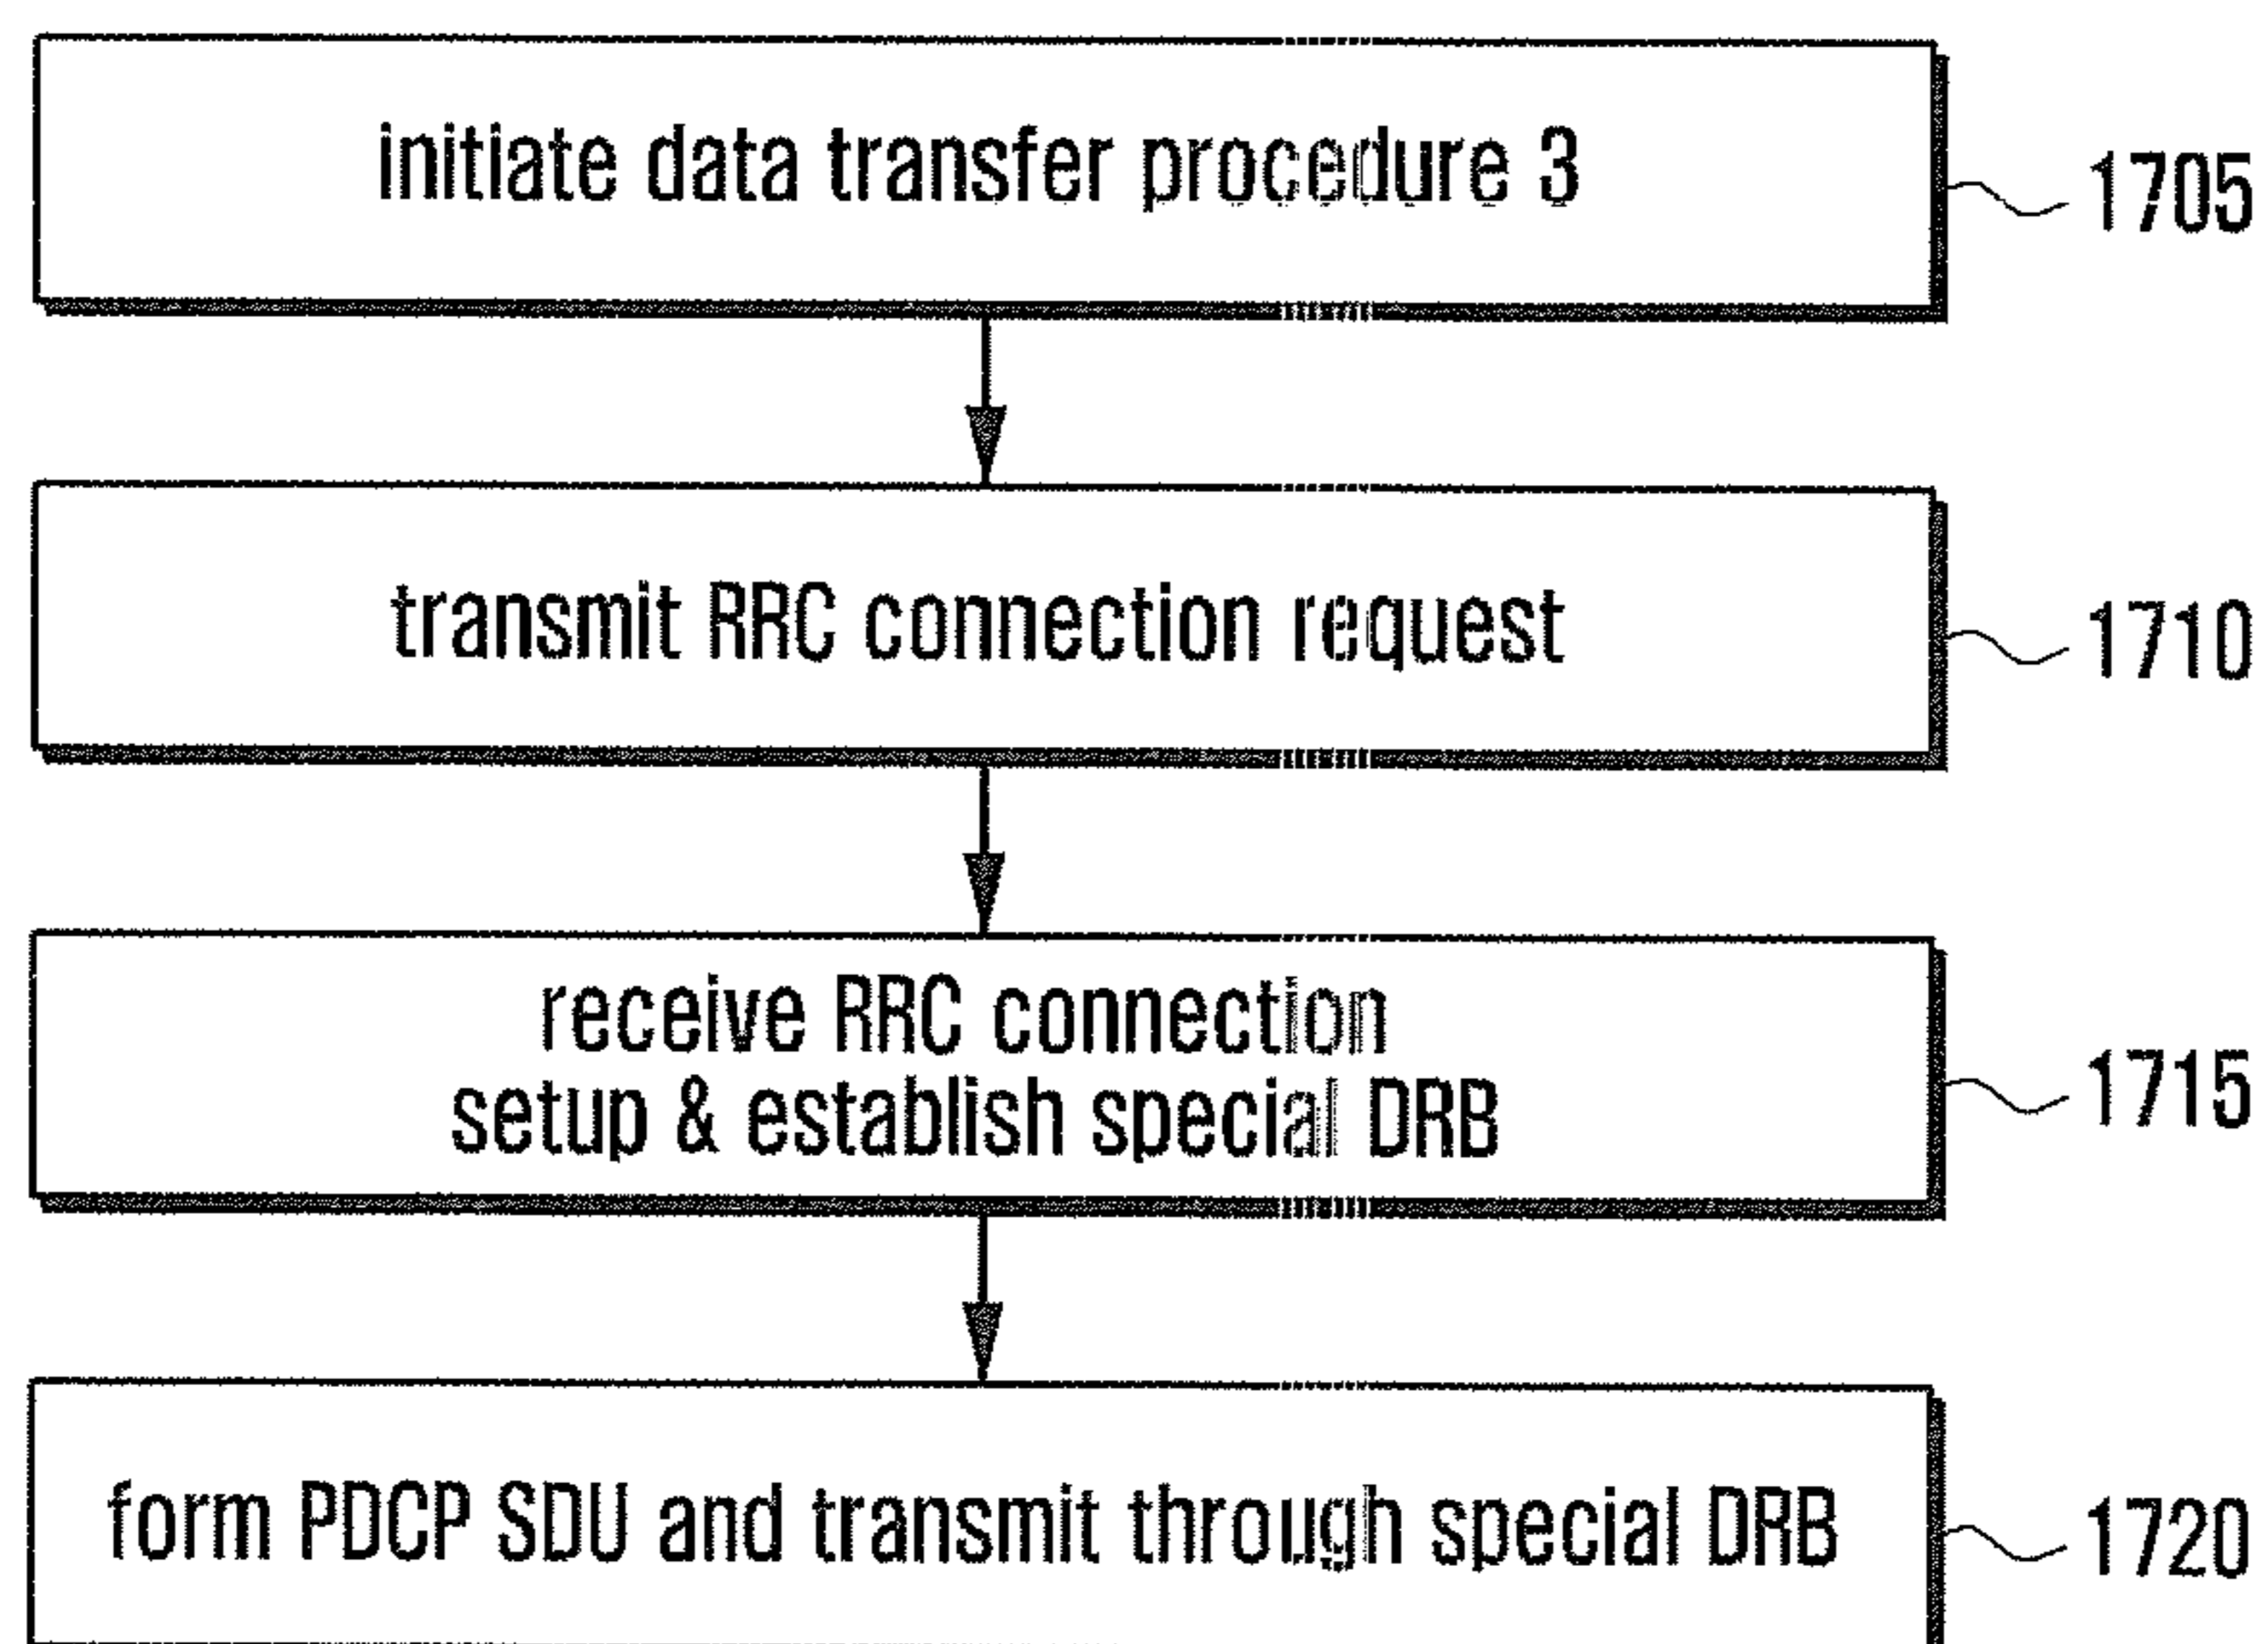 initiate data transfer procedure 3
1705
transmit RRC connection request
1710
receive RRC connection
setup & establish special DRB
1715
form PDCP SDU and transmit through special DRB
1720